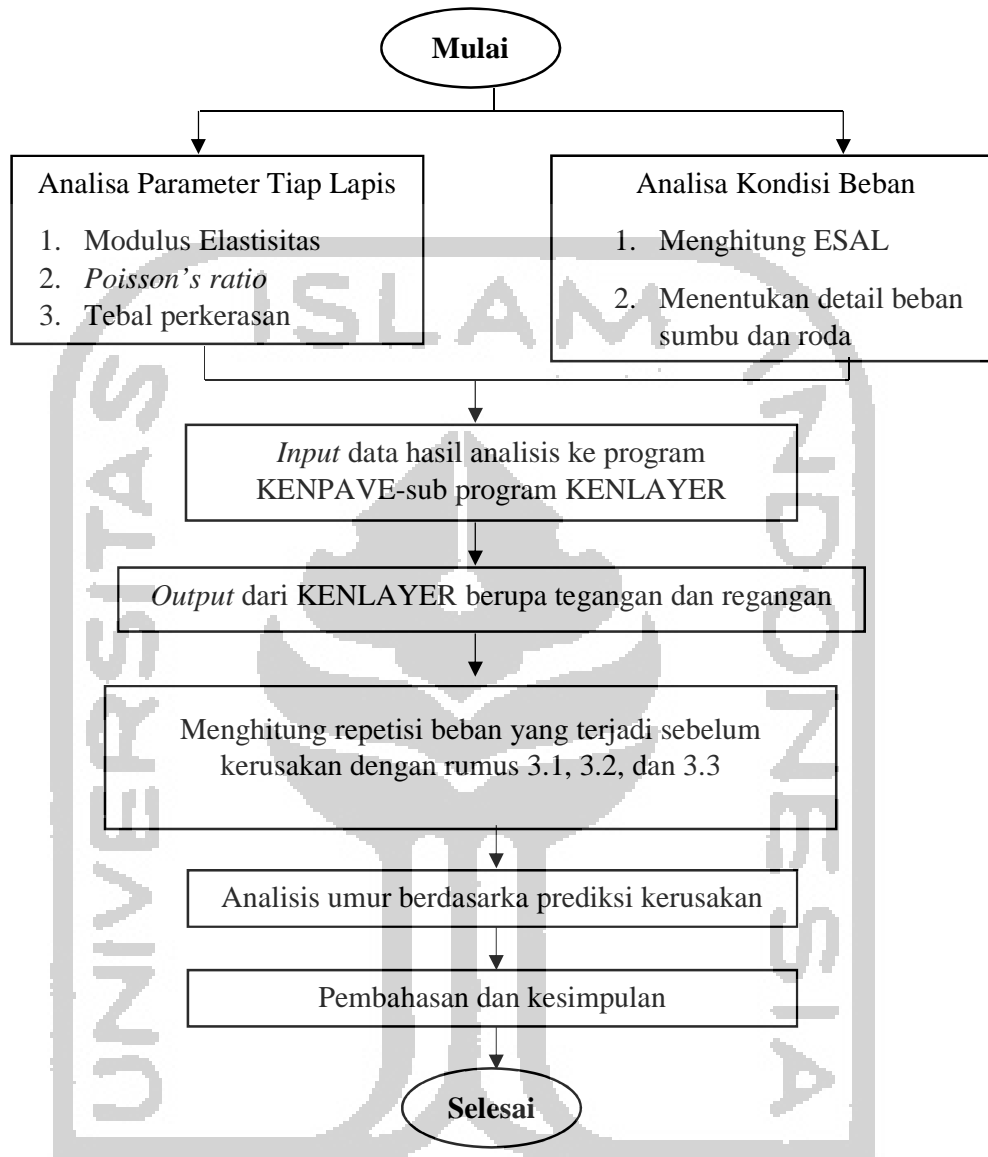 Mulai
Analisa Parameter Tiap Lapis
1. Modulus Elastisitas
2. Poisson's ratio
3. Tebal perkerasan
Analisa Kondisi Beban
1. Menghitung ESAL
2. Menentukan detail beban
sumbu dan roda
Input data hasil analisis ke program
KENPAVE-sub program KENLAYER
Output dari KENLAYER berupa tegangan dan regangan
Menghitung repetisi beban yang terjadi sebelum
kerusakan dengan rumus 3.1, 3.2, dan 3.3
Analisis umur berdasarka prediksi kerusakan
Pembahasan dan kesimpulan
Selesai
UNIVERSITAS
ISLAM
INDONESIA